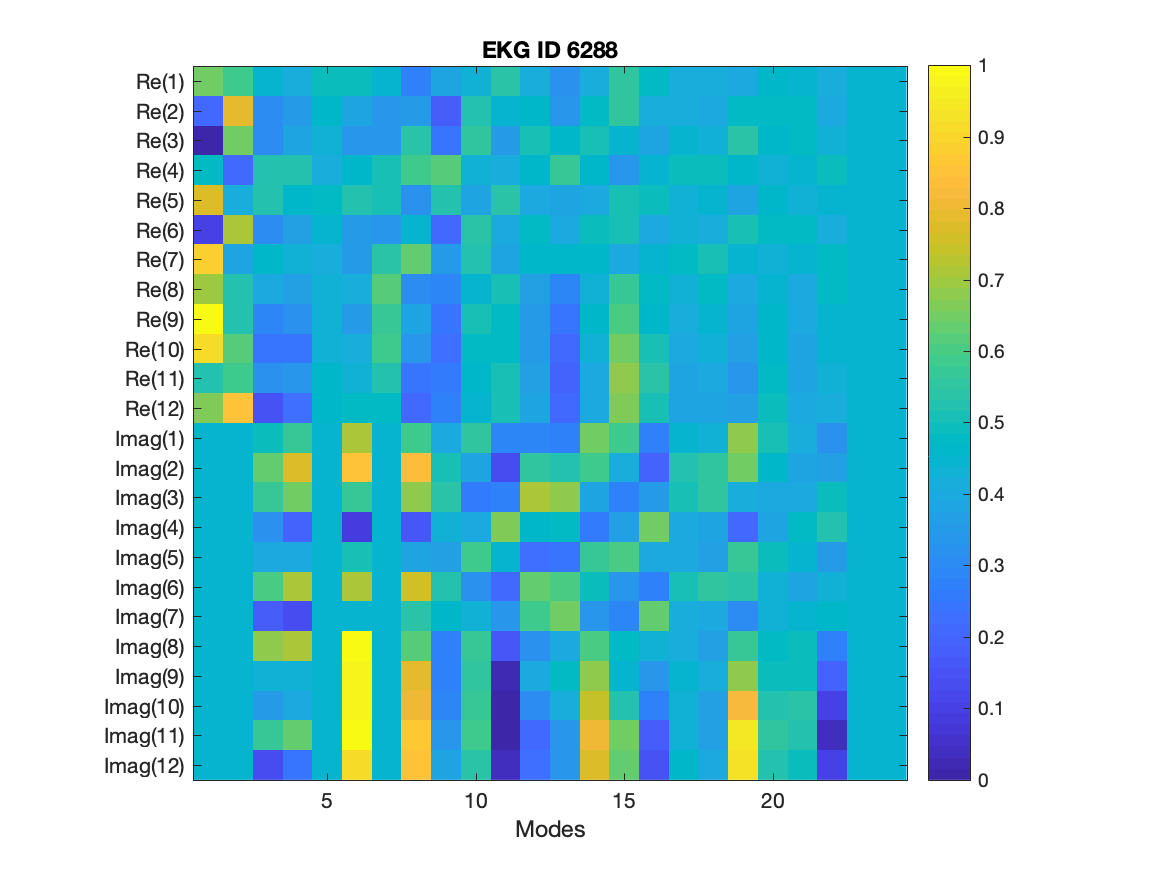 EKG ID 6288
Re(1)
Re(2)
Re(3)
Re(4)
Re(5)
Re(6)
Re(7)
Re(8)
Re(9)
Re(10)
Re(11)
Re(12)
Imag(1)
Imag(2)
Imag(3)
Imag(4)
Imag(5)
Imag(6)
Imag(7)
Imag(8)
Imag(9)
Imag(10)
Imag(11)
Imag(12)
5 10 15 20
Modes
1
0.9
0.8
0.7
0.6
0.5
0.4
0.3
0.2
0.1
0